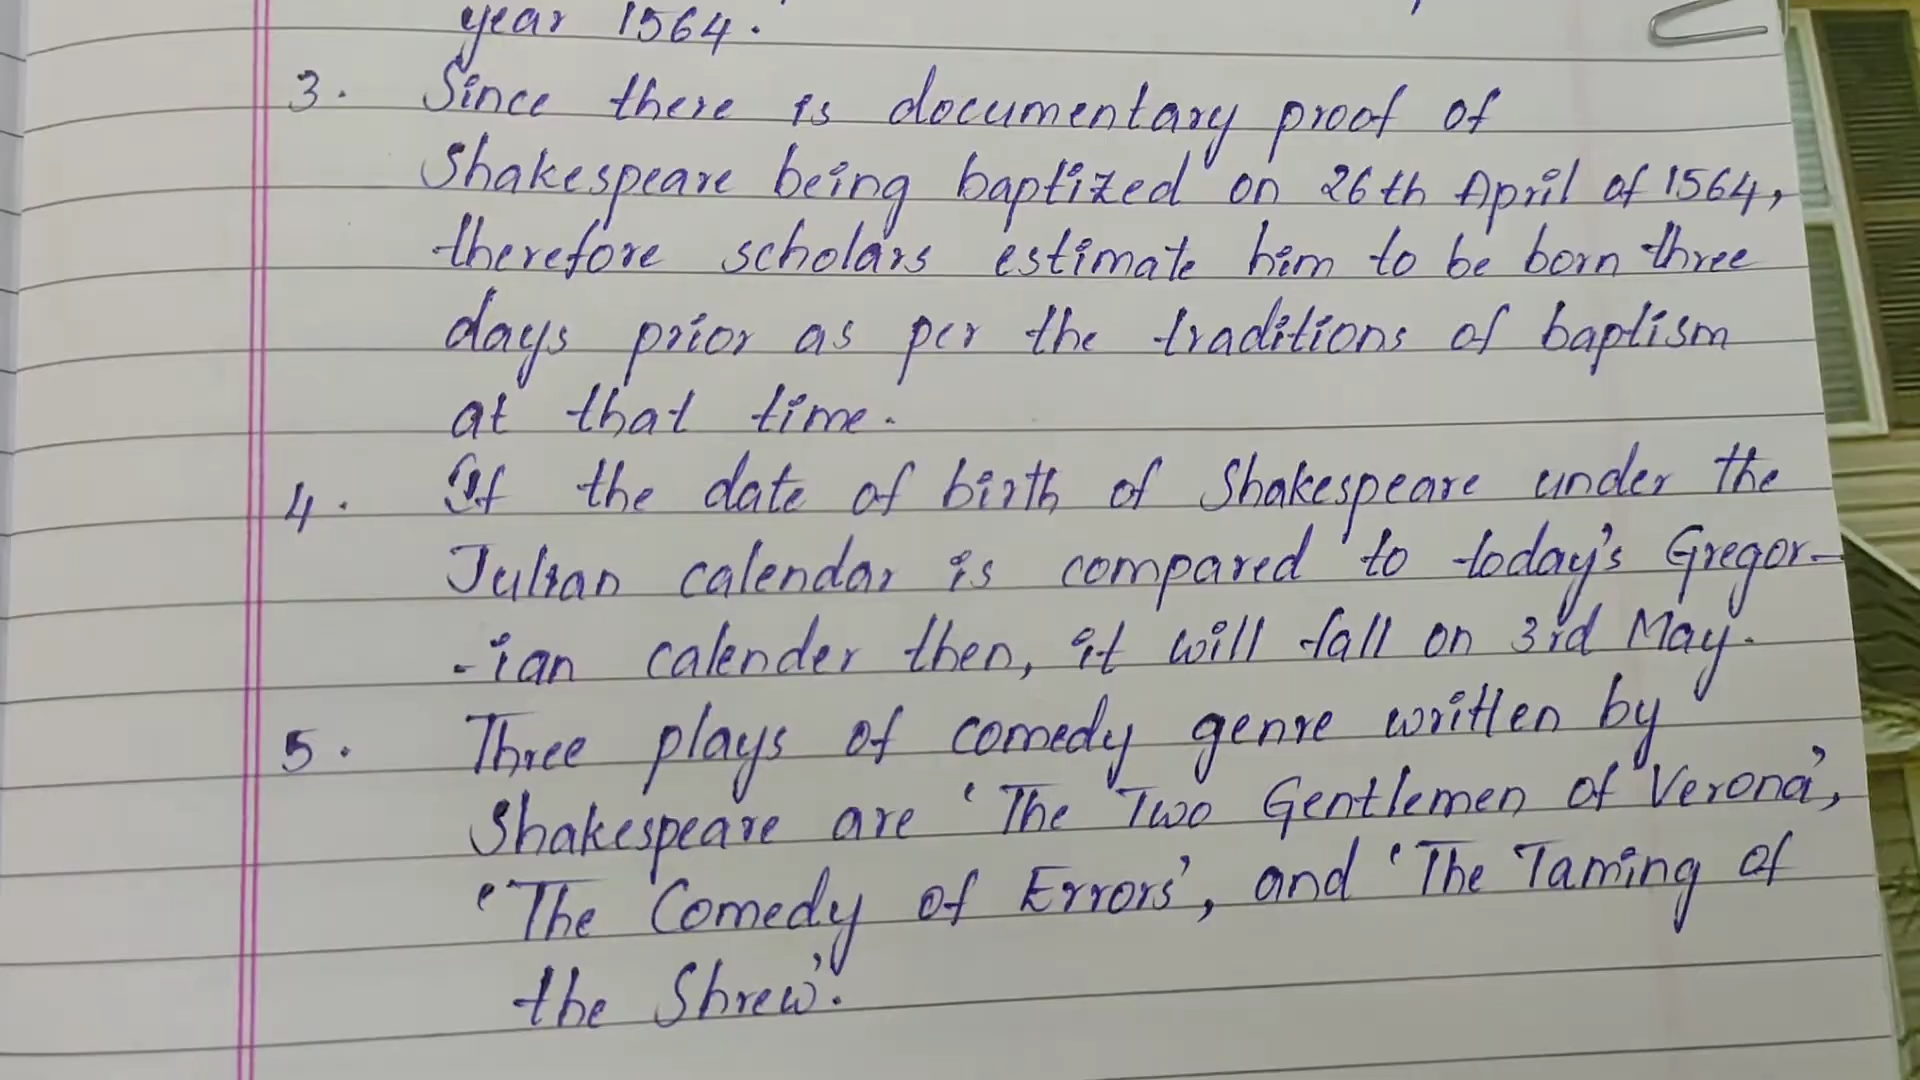 year 1564.
3. Since there is documentary proof of
Shakespeare being baptized on 26th April of 1564,
therefore scholars estimate him to be born three
days prior as per the traditions of baptism
at that time.
4. If the date of birth of Shakespeare under the
Julian calendar is compared to today's Gregor-
-ian calender then, it will fall on 3rd May.
5. Three plays of comedy genre written by
Shakespeare are 'The Two Gentlemen of Verona',
'The Comedy of Errors', and 'The Taming of
the Shrew'.